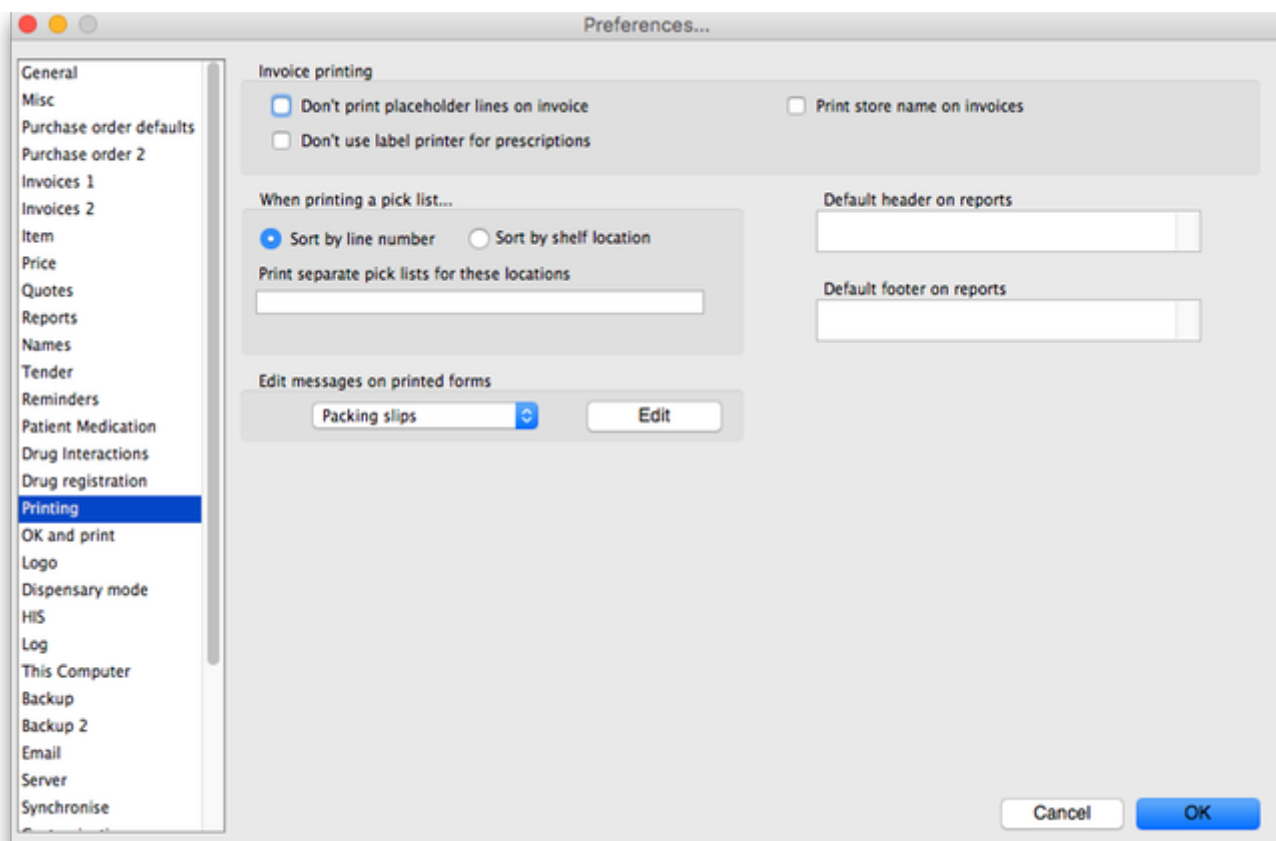 Preferences...
General
Misc
Purchase order defaults
Purchase order 2
Invoices 1
Invoices 2
Item
Price
Quotes
Reports
Names
Tender
Reminders
Patient Medication
Drug Interactions
Drug registration
Printing
OK and print
Logo
Dispensary mode
HIS
Log
This Computer
Backup
Backup 2
Email
Server
Synchronise
Invoice printing
Don't print placeholder lines on invoice
Print store name on invoices
Don't use label printer for prescriptions
When printing a pick list...
Sort by line number
Sort by shelf location
Print separate pick lists for these locations
Default header on reports
Default footer on reports
Edit messages on printed forms
Packing slips
Edit
Cancel
OK